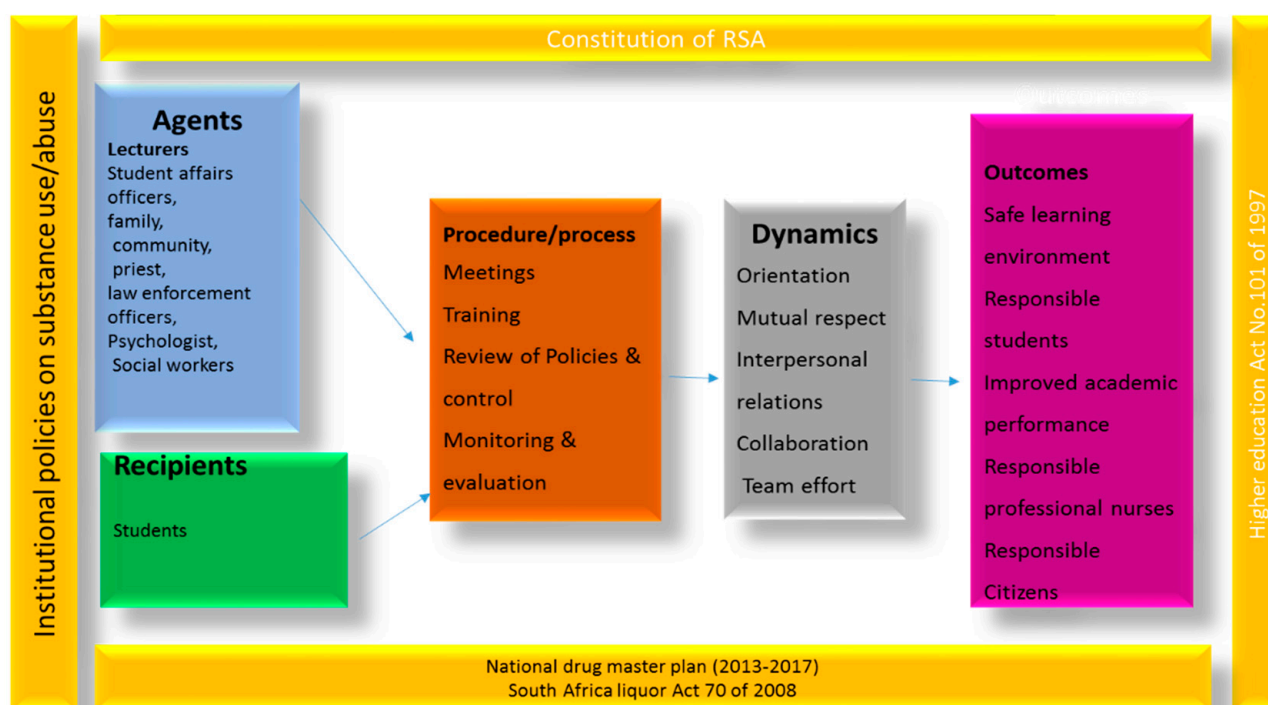 Constitution of RSA
Institutional policies on substance use/abuse
Agents
Lecturers
Student affairs
officers,
family,
community,
priest,
law enforcement
officers,
Psychologist,
Social workers
Recipients
Students
Procedure/process
Meetings
Training
Review of Policies &
control
Monitoring &
evaluation
Dynamics
Orientation
Mutual respect
Interpersonal
relations
Collaboration
Team effort
Outcomes
Safe learning
environment
Responsible
students
Improved academic
performance
Responsible
professional nurses
Responsible
Citizens
Higher education Act No.101 of 1997
National drug master plan (2013-2017)
South Africa liquor Act 70 of 2008